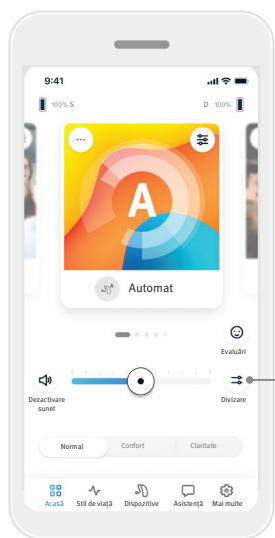 9:41
100% S
D 100%
A
Automat
Evaluări
Dezactivare
sunet
Divizare
Normal
Confort
Claritate
Acasă
Stil de viață
Dispozitive
Asistență
Mai multe